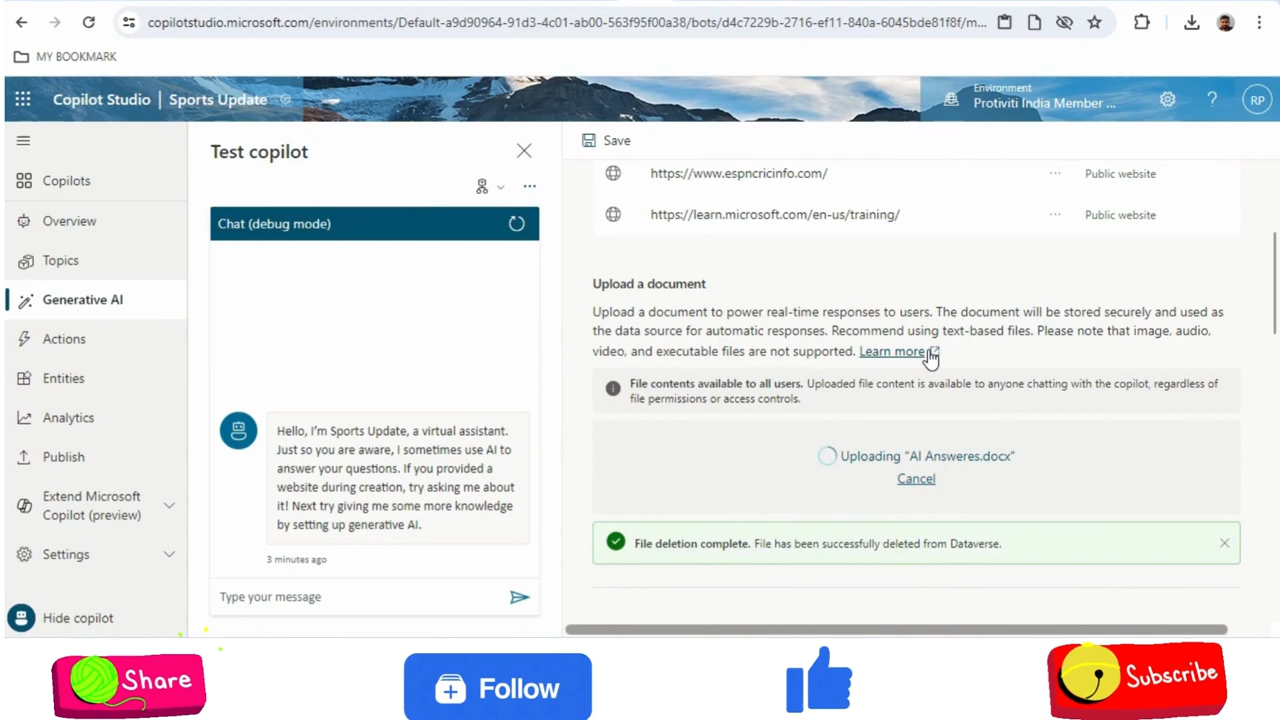 copilotstudio.microsoft.com/environments/Default-a9d90964-91d3-4c01-ab00-563f95f00a38/bots/d4c7229b-2716-ef11-840a-6045bde81f8f/m...
MY BOOKMARK
Copilot Studio | Sports Update
Environment
Protiviti India Member ...
?
RP
Copilots
Overview
Topics
Generative AI
Actions
Entities
Analytics
Publish
Extend Microsoft
Copilot (preview)
Settings
Hide copilot
Test copilot
Chat (debug mode)
Hello, I'm Sports Update, a virtual assistant.
Just so you are aware, I sometimes use AI to
answer your questions. If you provided a
website during creation, try asking me about
it! Next try giving me some more knowledge
by setting up generative AI.
3 minutes ago
Type your message
Save
https://www.espncricinfo.com/ ... Public website
https://learn.microsoft.com/en-us/training/ ... Public website
Upload a document
Upload a document to power real-time responses to users. The document will be stored securely and used as
the data source for automatic responses. Recommend using text-based files. Please note that image, audio,
video, and executable files are not supported. Learn more
File contents available to all users. Uploaded file content is available to anyone chatting with the copilot, regardless of
file permissions or access controls.
Uploading "AI Answeres.docx"
Cancel
File deletion complete. File has been successfully deleted from Dataverse.
Share
Follow
Subscribe